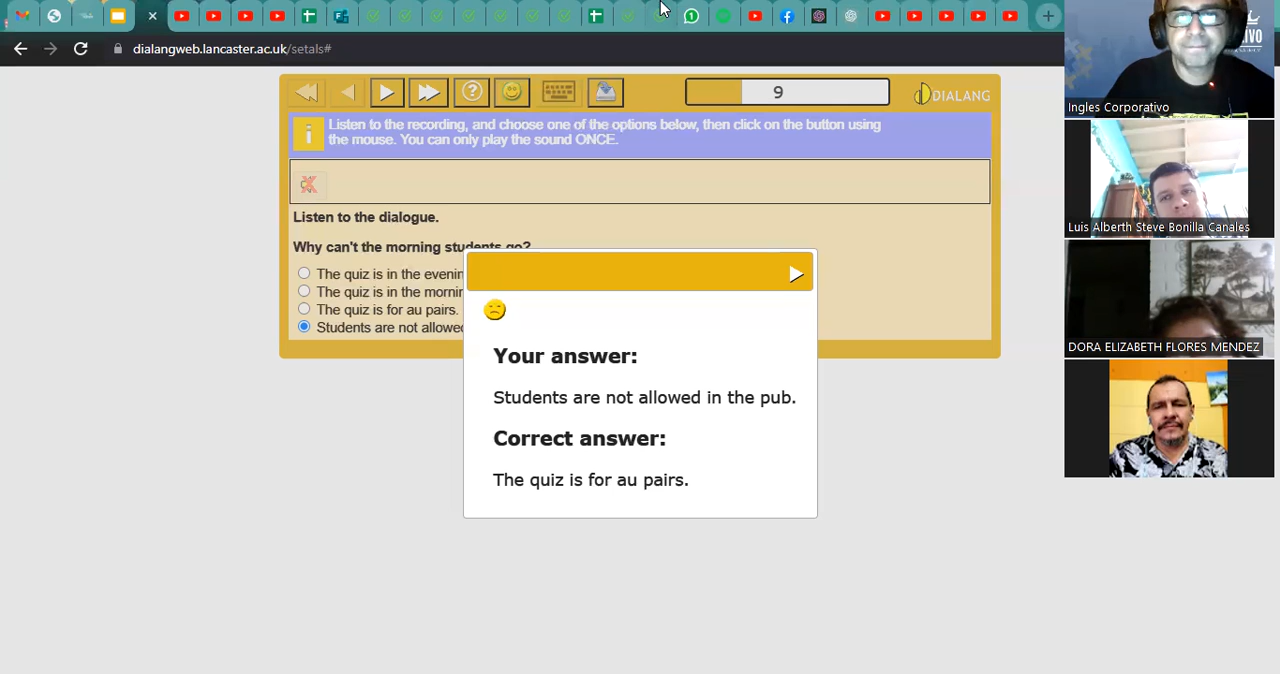 dialangweb.lancaster.ac.uk/setals#
9
DIALANG
i
Listen to the recording, and choose one of the options below, then click on the button using
the mouse. You can only play the sound ONCE.
Listen to the dialogue.
Why can't the morning students go?
The quiz is in the evenin
The quiz is in the mornin
The quiz is for au pairs.
Students are not allowed
Your answer:
Students are not allowed in the pub.
Correct answer:
The quiz is for au pairs.
Ingles Corporativo
Luis Alberth Steve Bonilla Canales
DORA ELIZABETH FLORES MENDEZ